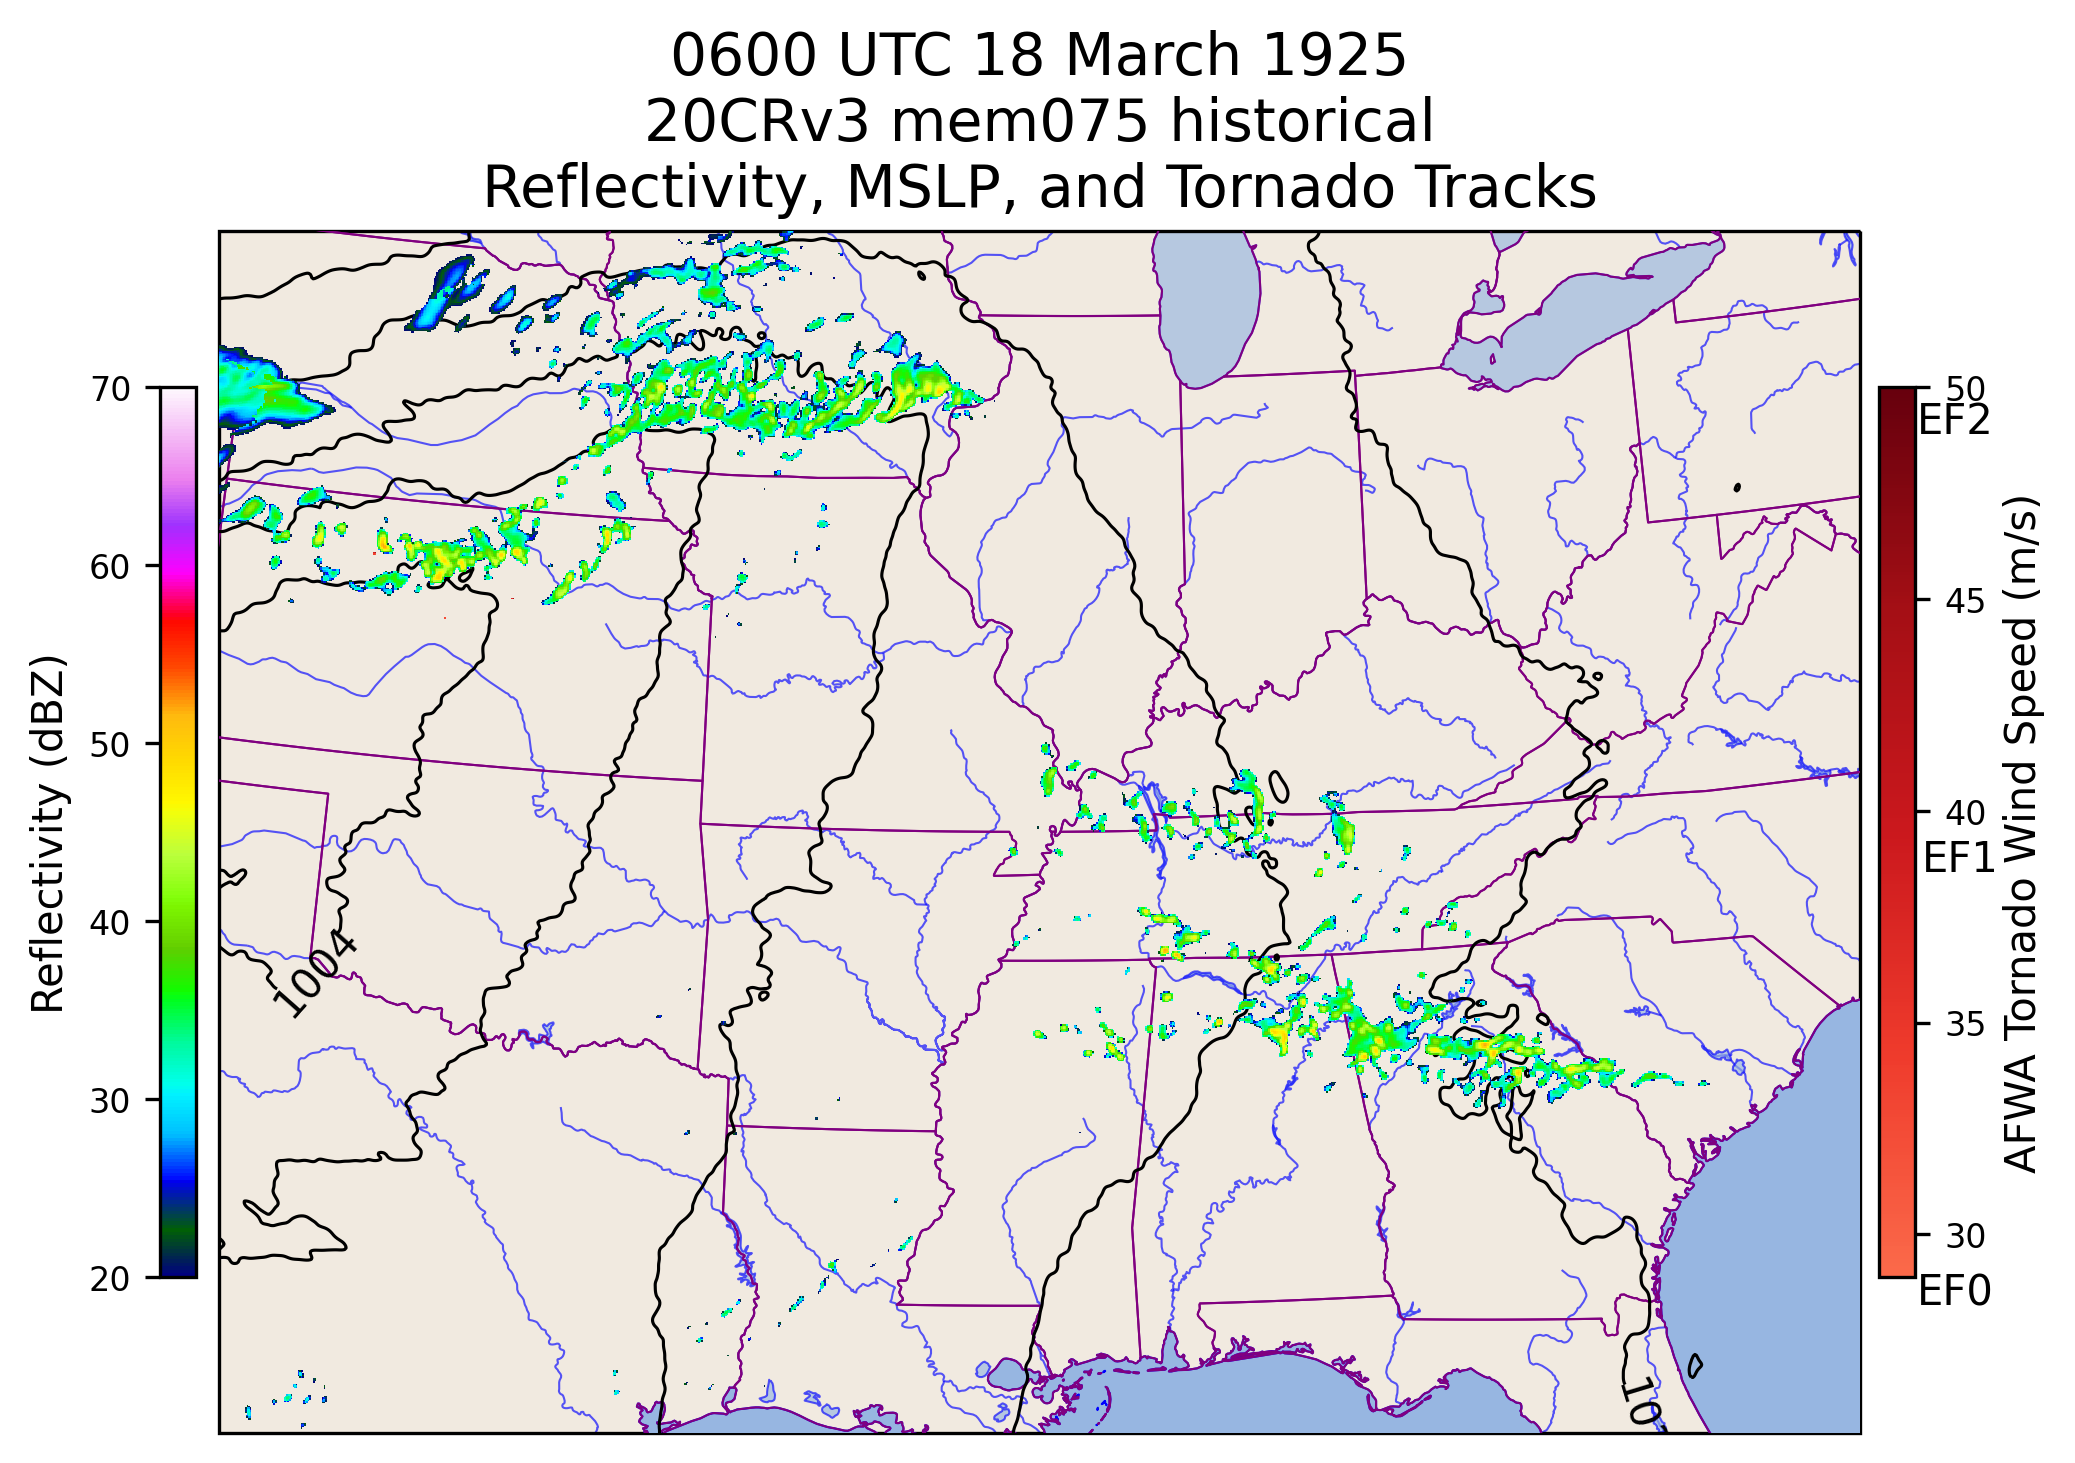 0600 UTC 18 March 1925
20CRv3 mem075 historical
Reflectivity, MSLP, and Tornado Tracks
Reflectivity (dBZ)
70
60
50
40
30
20
1004
10
50
EF2
45
40
EF1
35
30
EF0
AFWA Tornado Wind Speed (m/s)